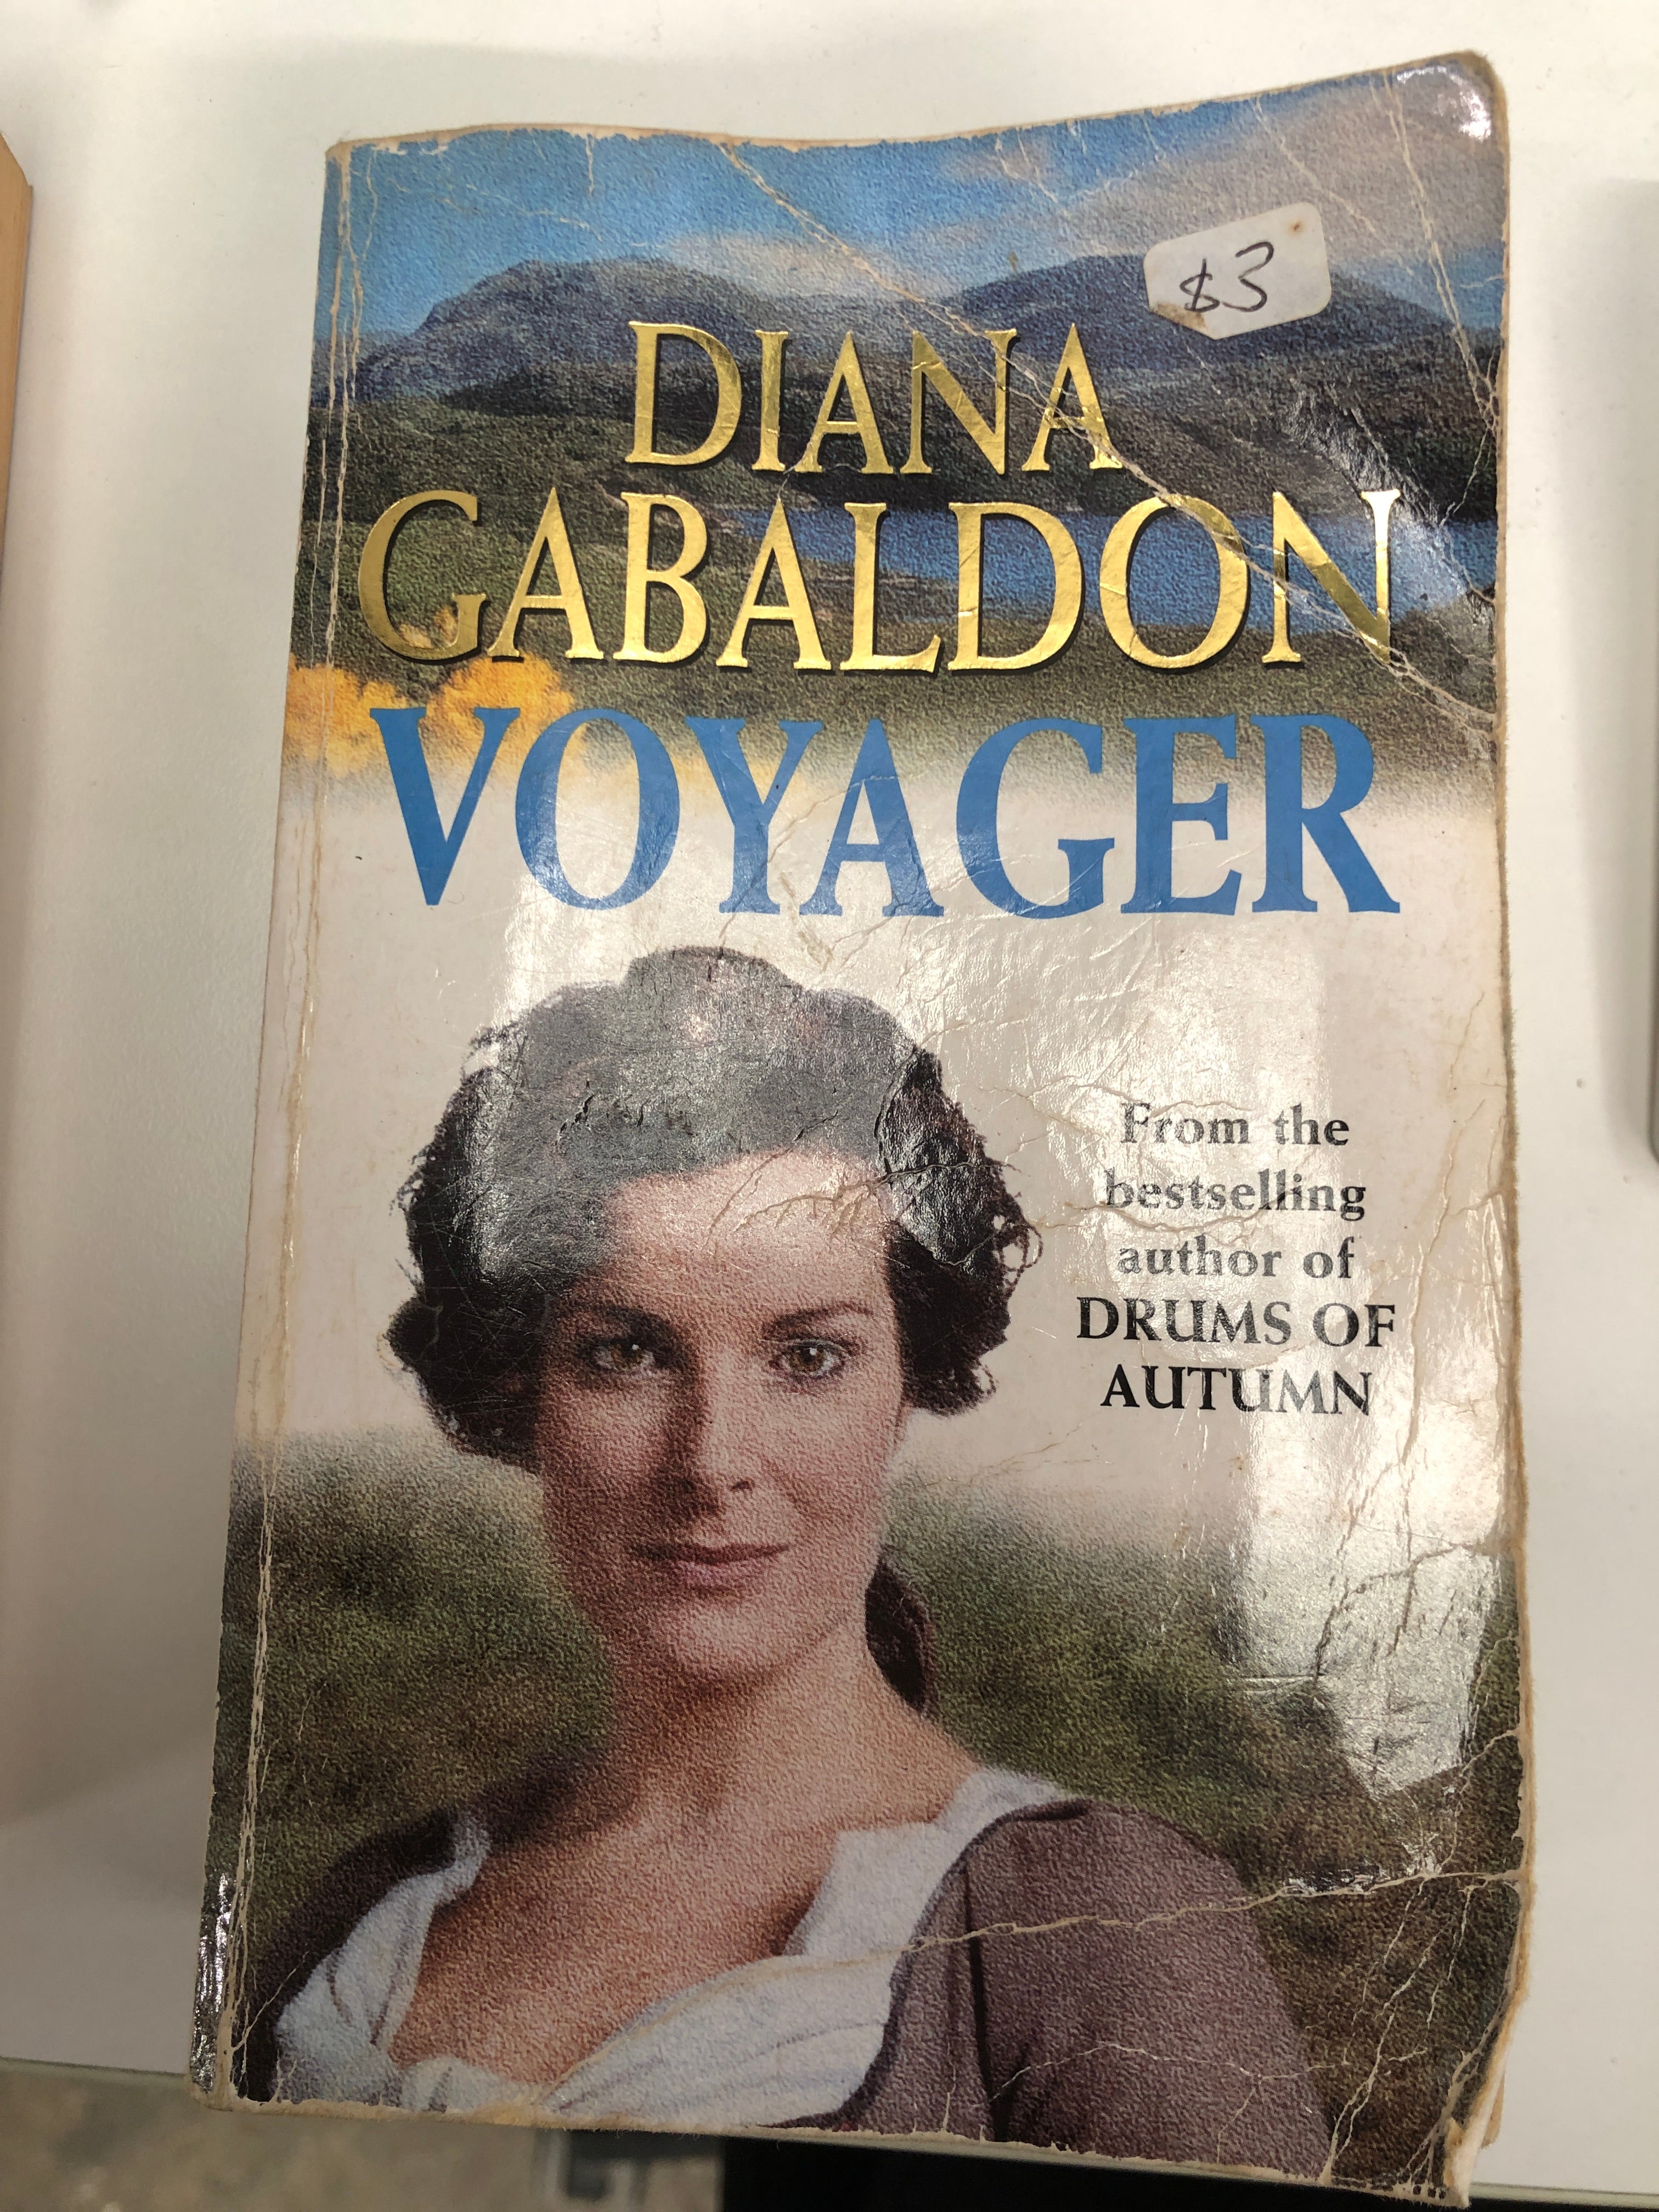 $3
DIANA
GABALDON
VOYAGER
From the
bestselling
author of
DRUMS OF
AUTUMN